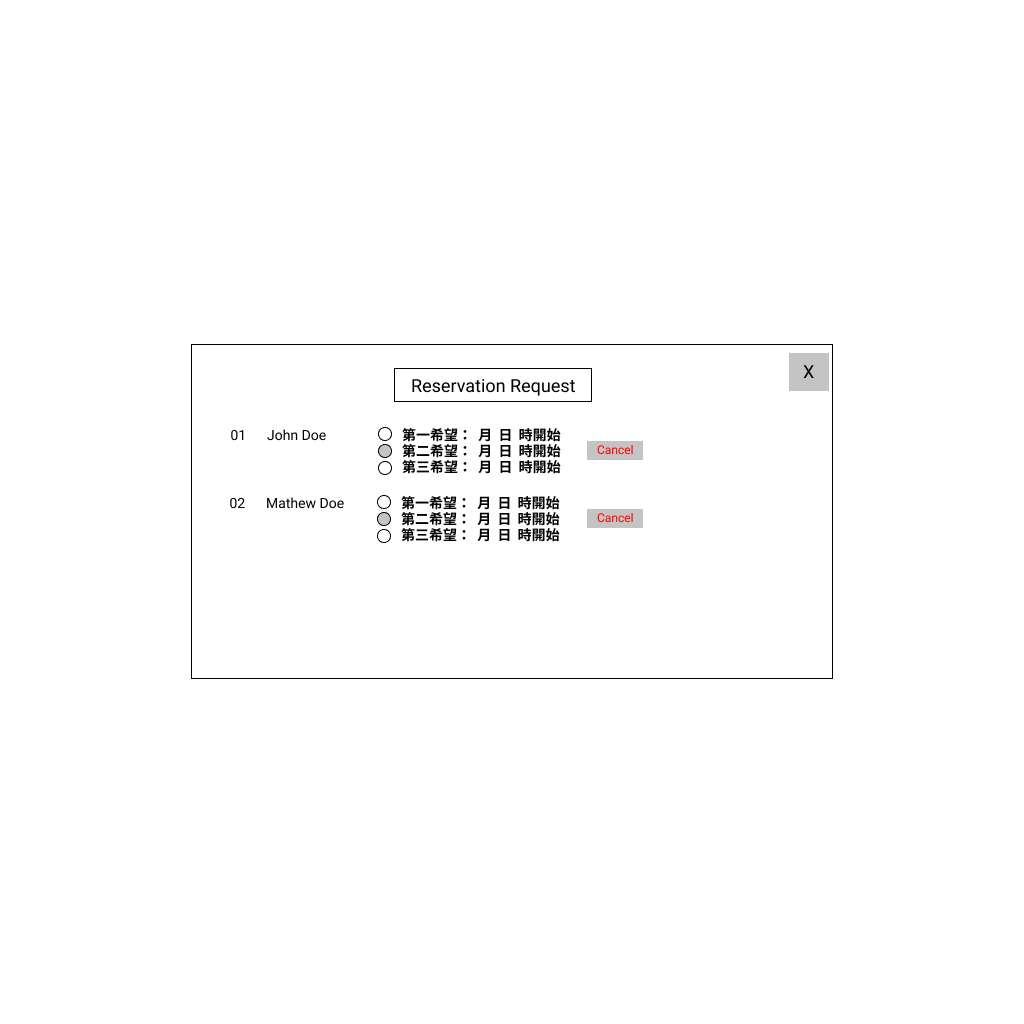 X
Reservation Request
01 John Doe 第一希望： 月 日 時開始
第二希望： 月 日 時開始 Cancel
第三希望： 月 日 時開始
02 Mathew Doe 第一希望： 月 日 時開始
第二希望： 月 日 時開始 Cancel
第三希望： 月 日 時開始